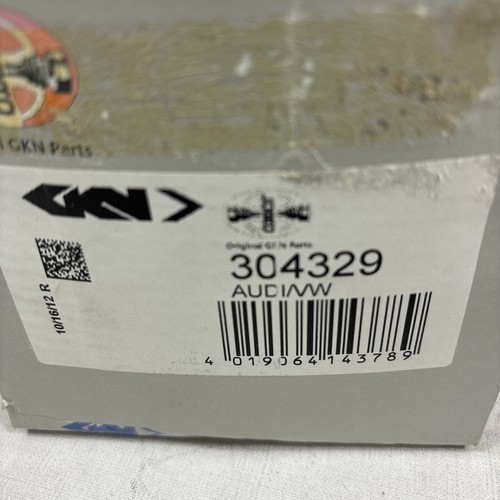 GKN Parts
GKN
Original GKN Parts
304329
AUDI/VW
10/16/12 R
4 019064 143789